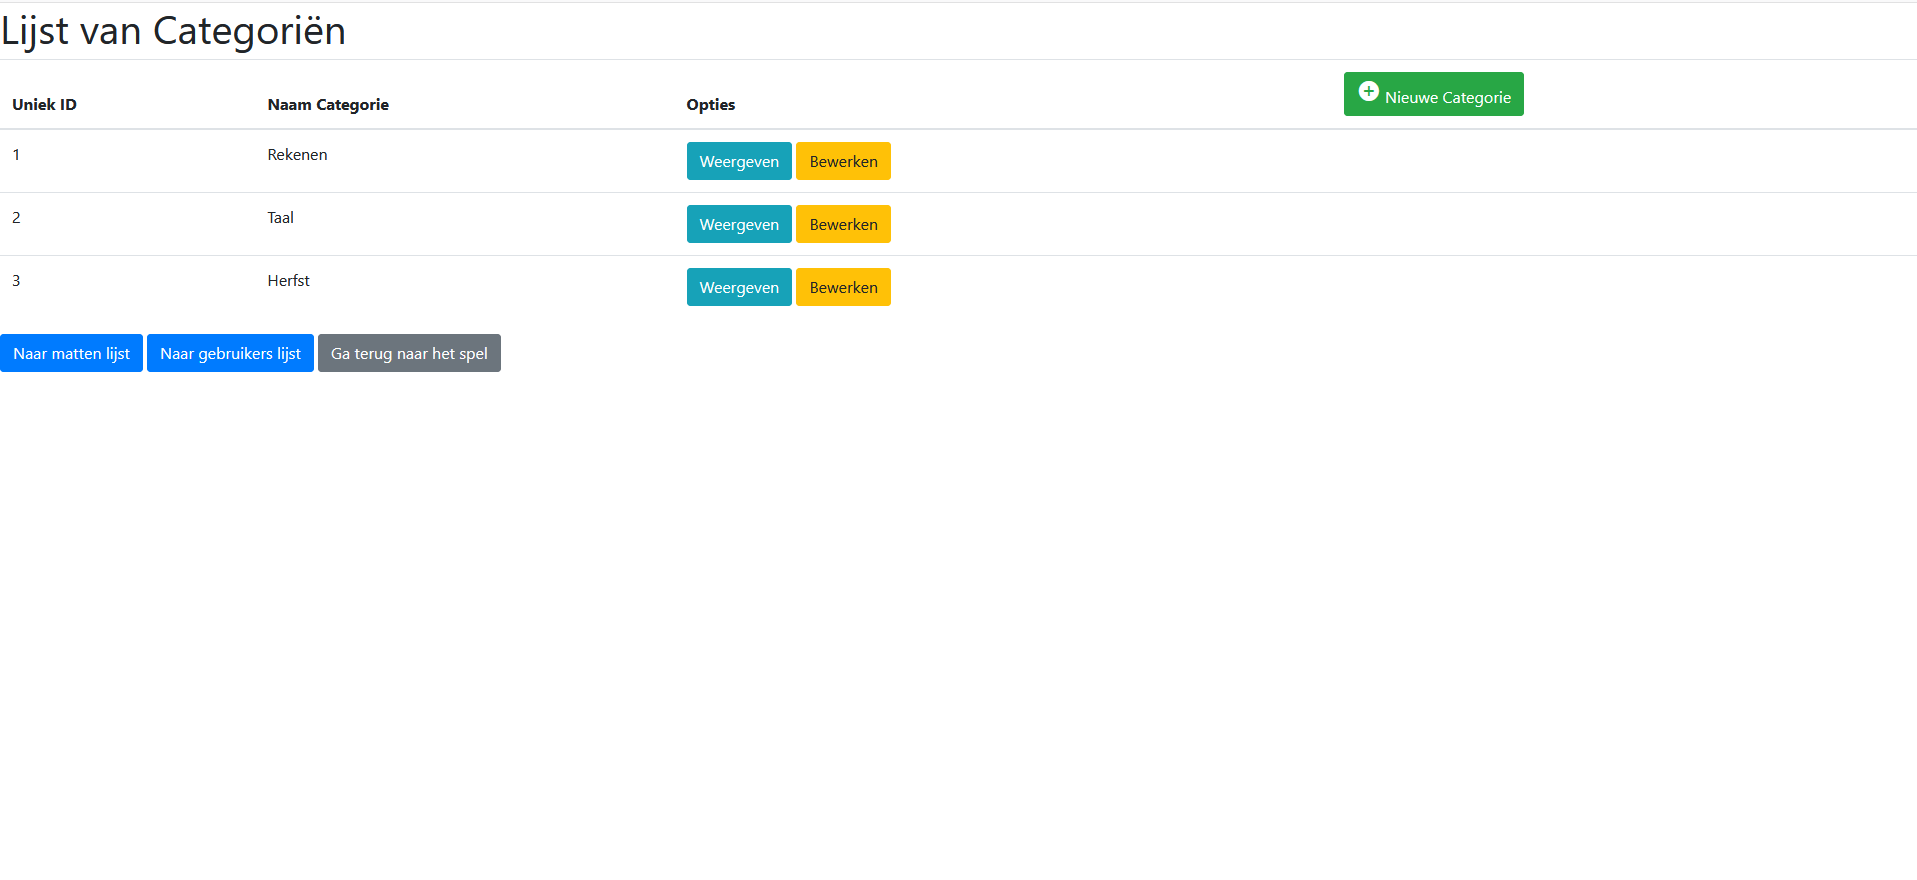 Lijst van Categoriën
Uniek ID Naam Categorie Opties Nieuwe Categorie
1 Rekenen Weergeven Bewerken
2 Taal Weergeven Bewerken
3 Herfst Weergeven Bewerken
Naar matten lijst Naar gebruikers lijst Ga terug naar het spel